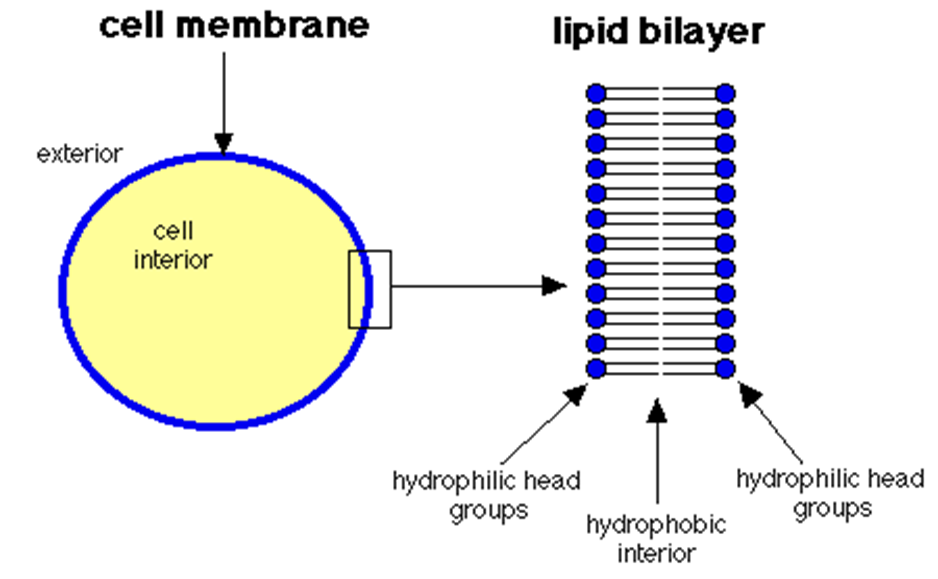 cell membrane
lipid bilayer
exterior
cell
interior
hydrophilic head
groups
hydrophobic
interior
hydrophilic head
groups